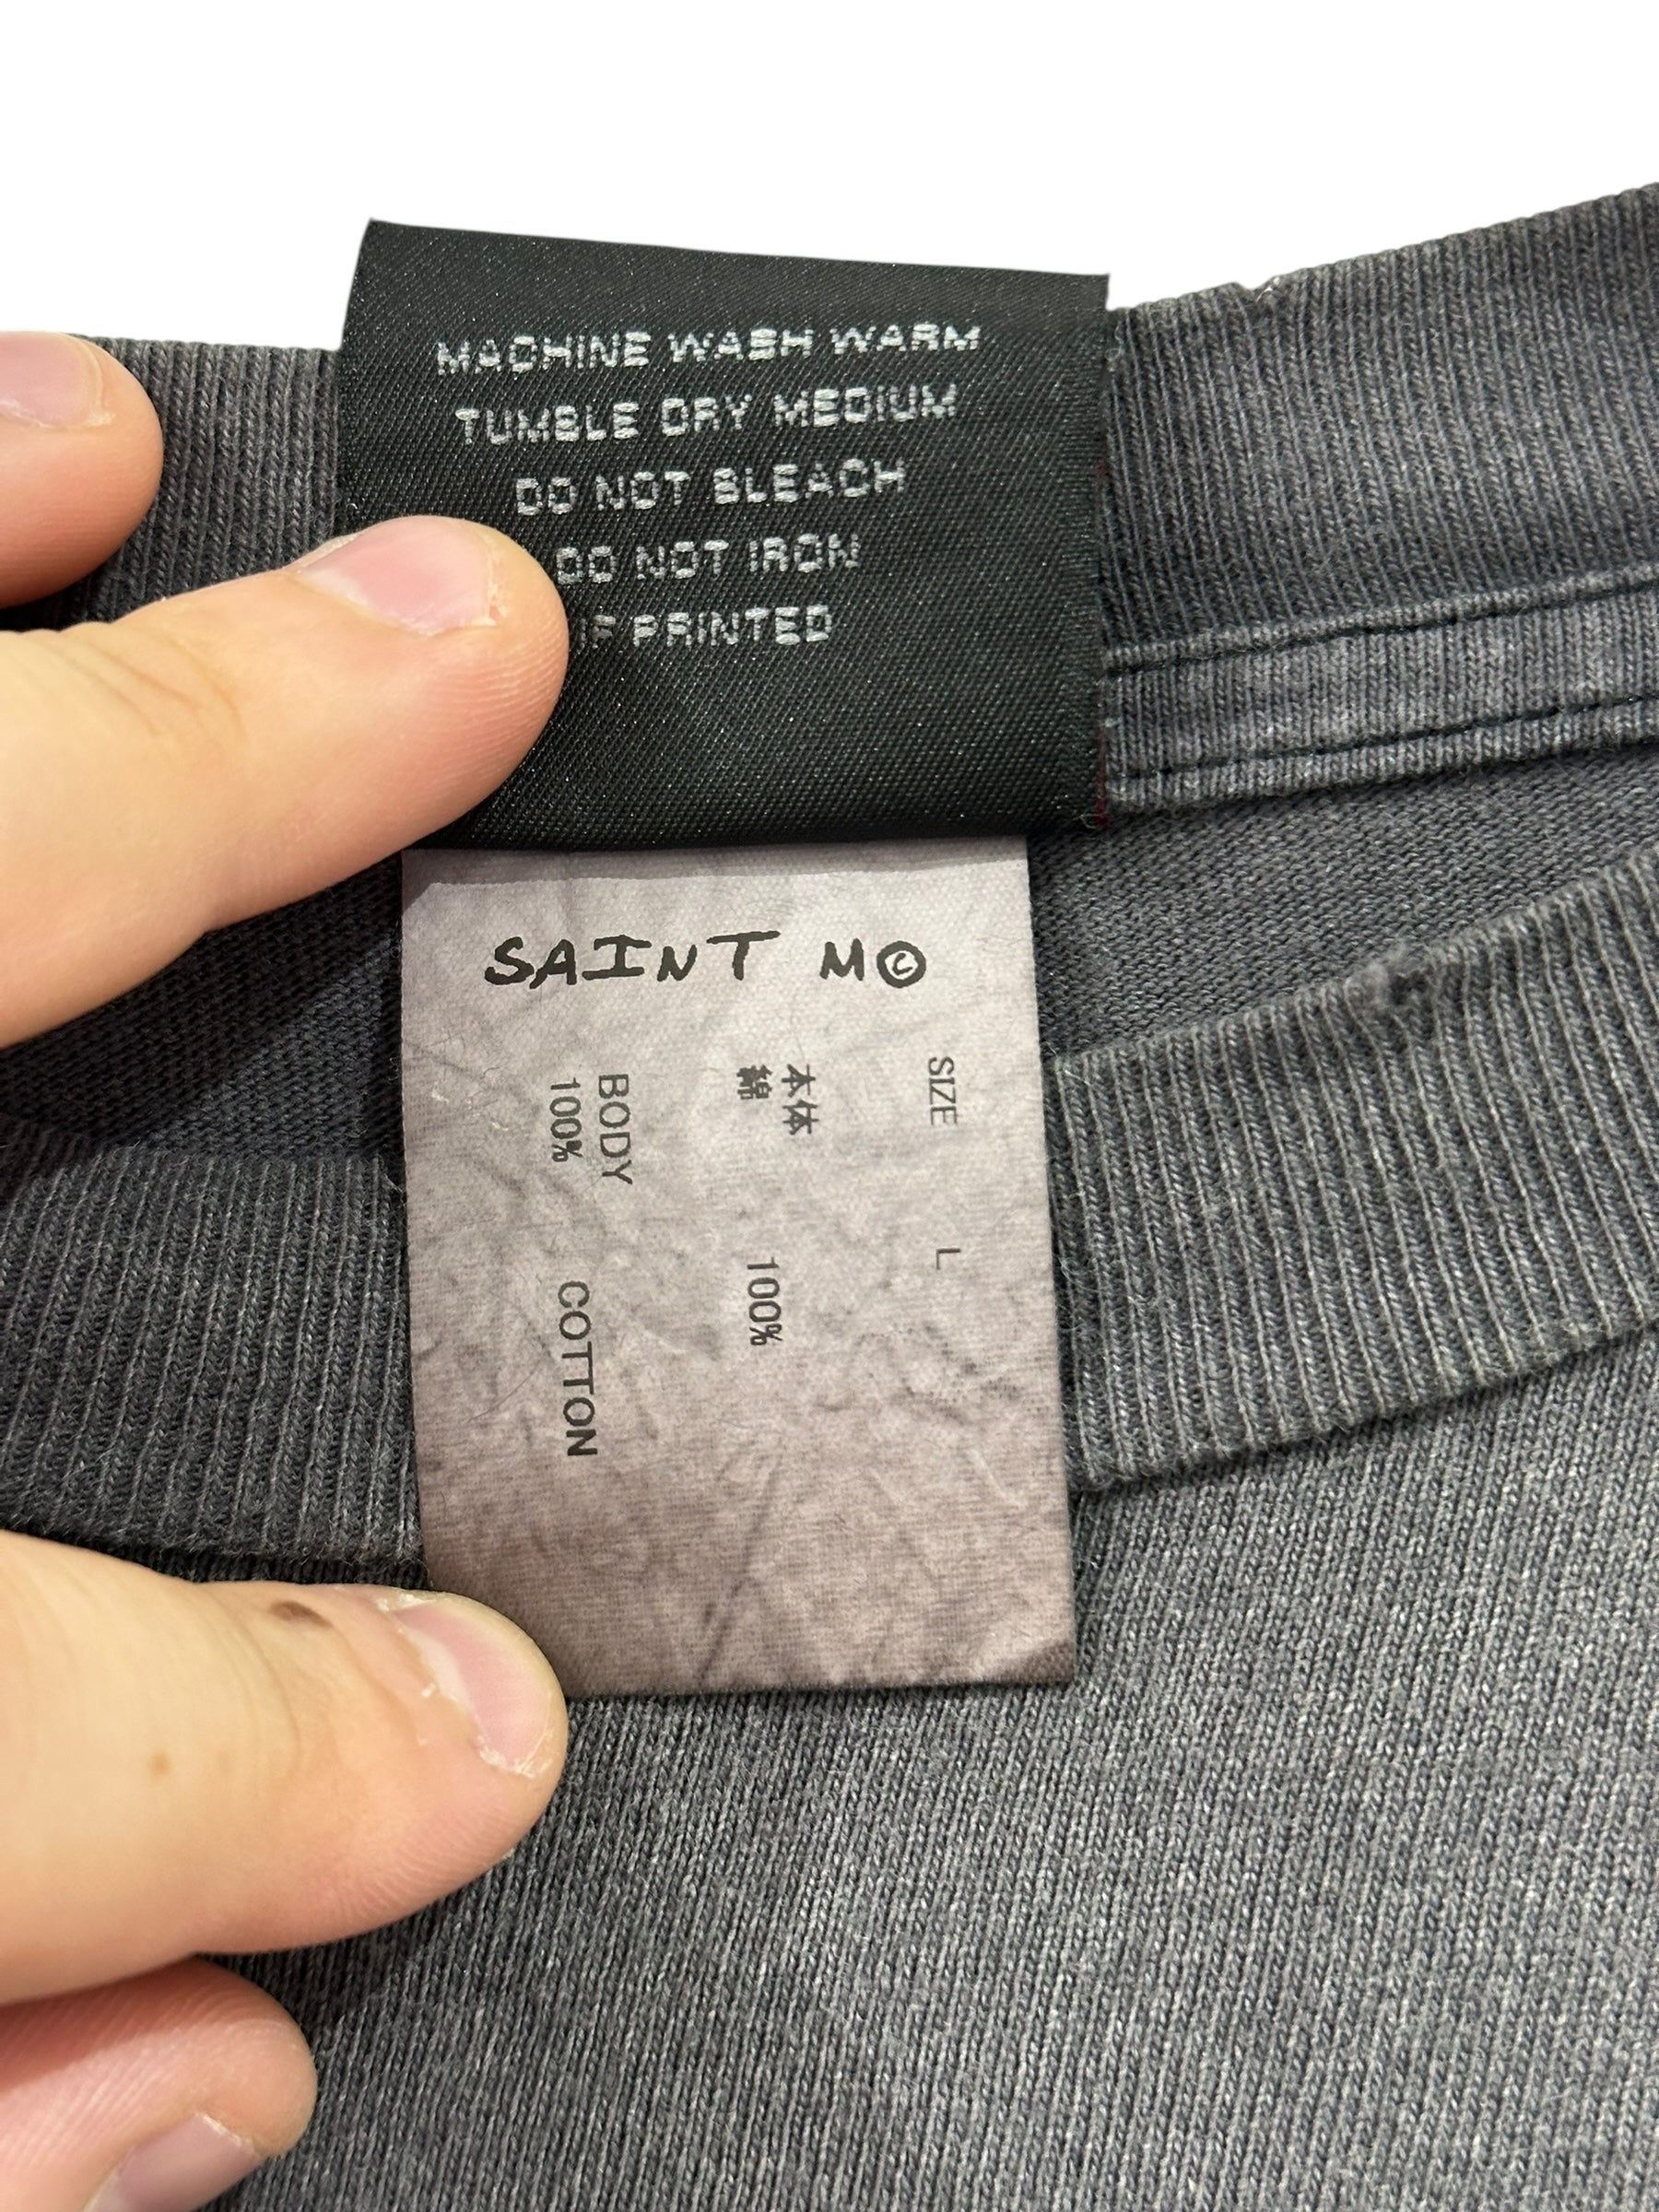 MACHINE WASH WARM
TUMBLE DRY MEDIUM
DO NOT BLEACH
DO NOT IRON
IF PRINTED
SAINT M©
SIZE L
本体
綿 100%
BODY
100% COTTON